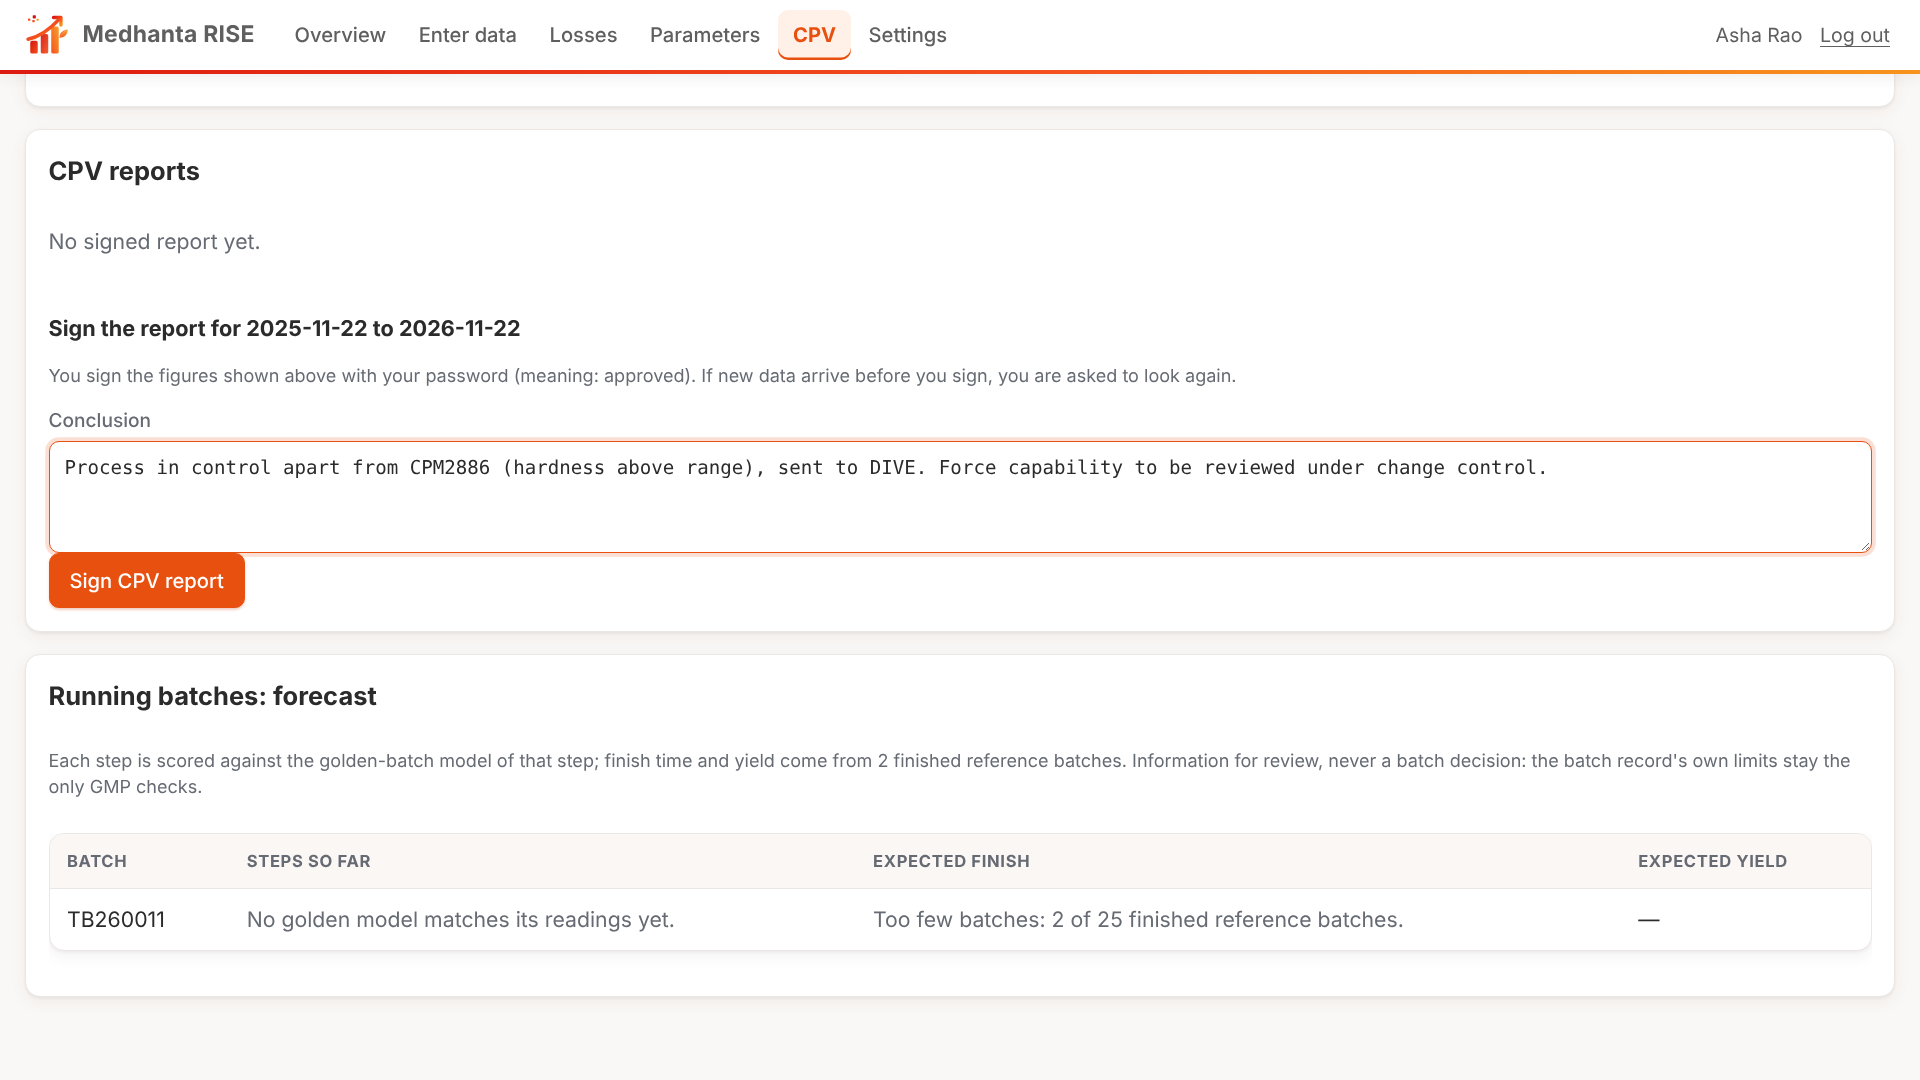 Medhanta RISE Overview Enter data Losses Parameters CPV Settings Asha Rao Log out
CPV reports
No signed report yet.
Sign the report for 2025-11-22 to 2026-11-22
You sign the figures shown above with your password (meaning: approved). If new data arrive before you sign, you are asked to look again.
Conclusion
Process in control apart from CPM2886 (hardness above range), sent to DIVE. Force capability to be reviewed under change control.
Sign CPV report
Running batches: forecast
Each step is scored against the golden-batch model of that step; finish time and yield come from 2 finished reference batches. Information for review, never a batch decision: the batch record's own limits stay the
only GMP checks.
BATCH STEPS SO FAR EXPECTED FINISH EXPECTED YIELD
TB260011 No golden model matches its readings yet. Too few batches: 2 of 25 finished reference batches. —